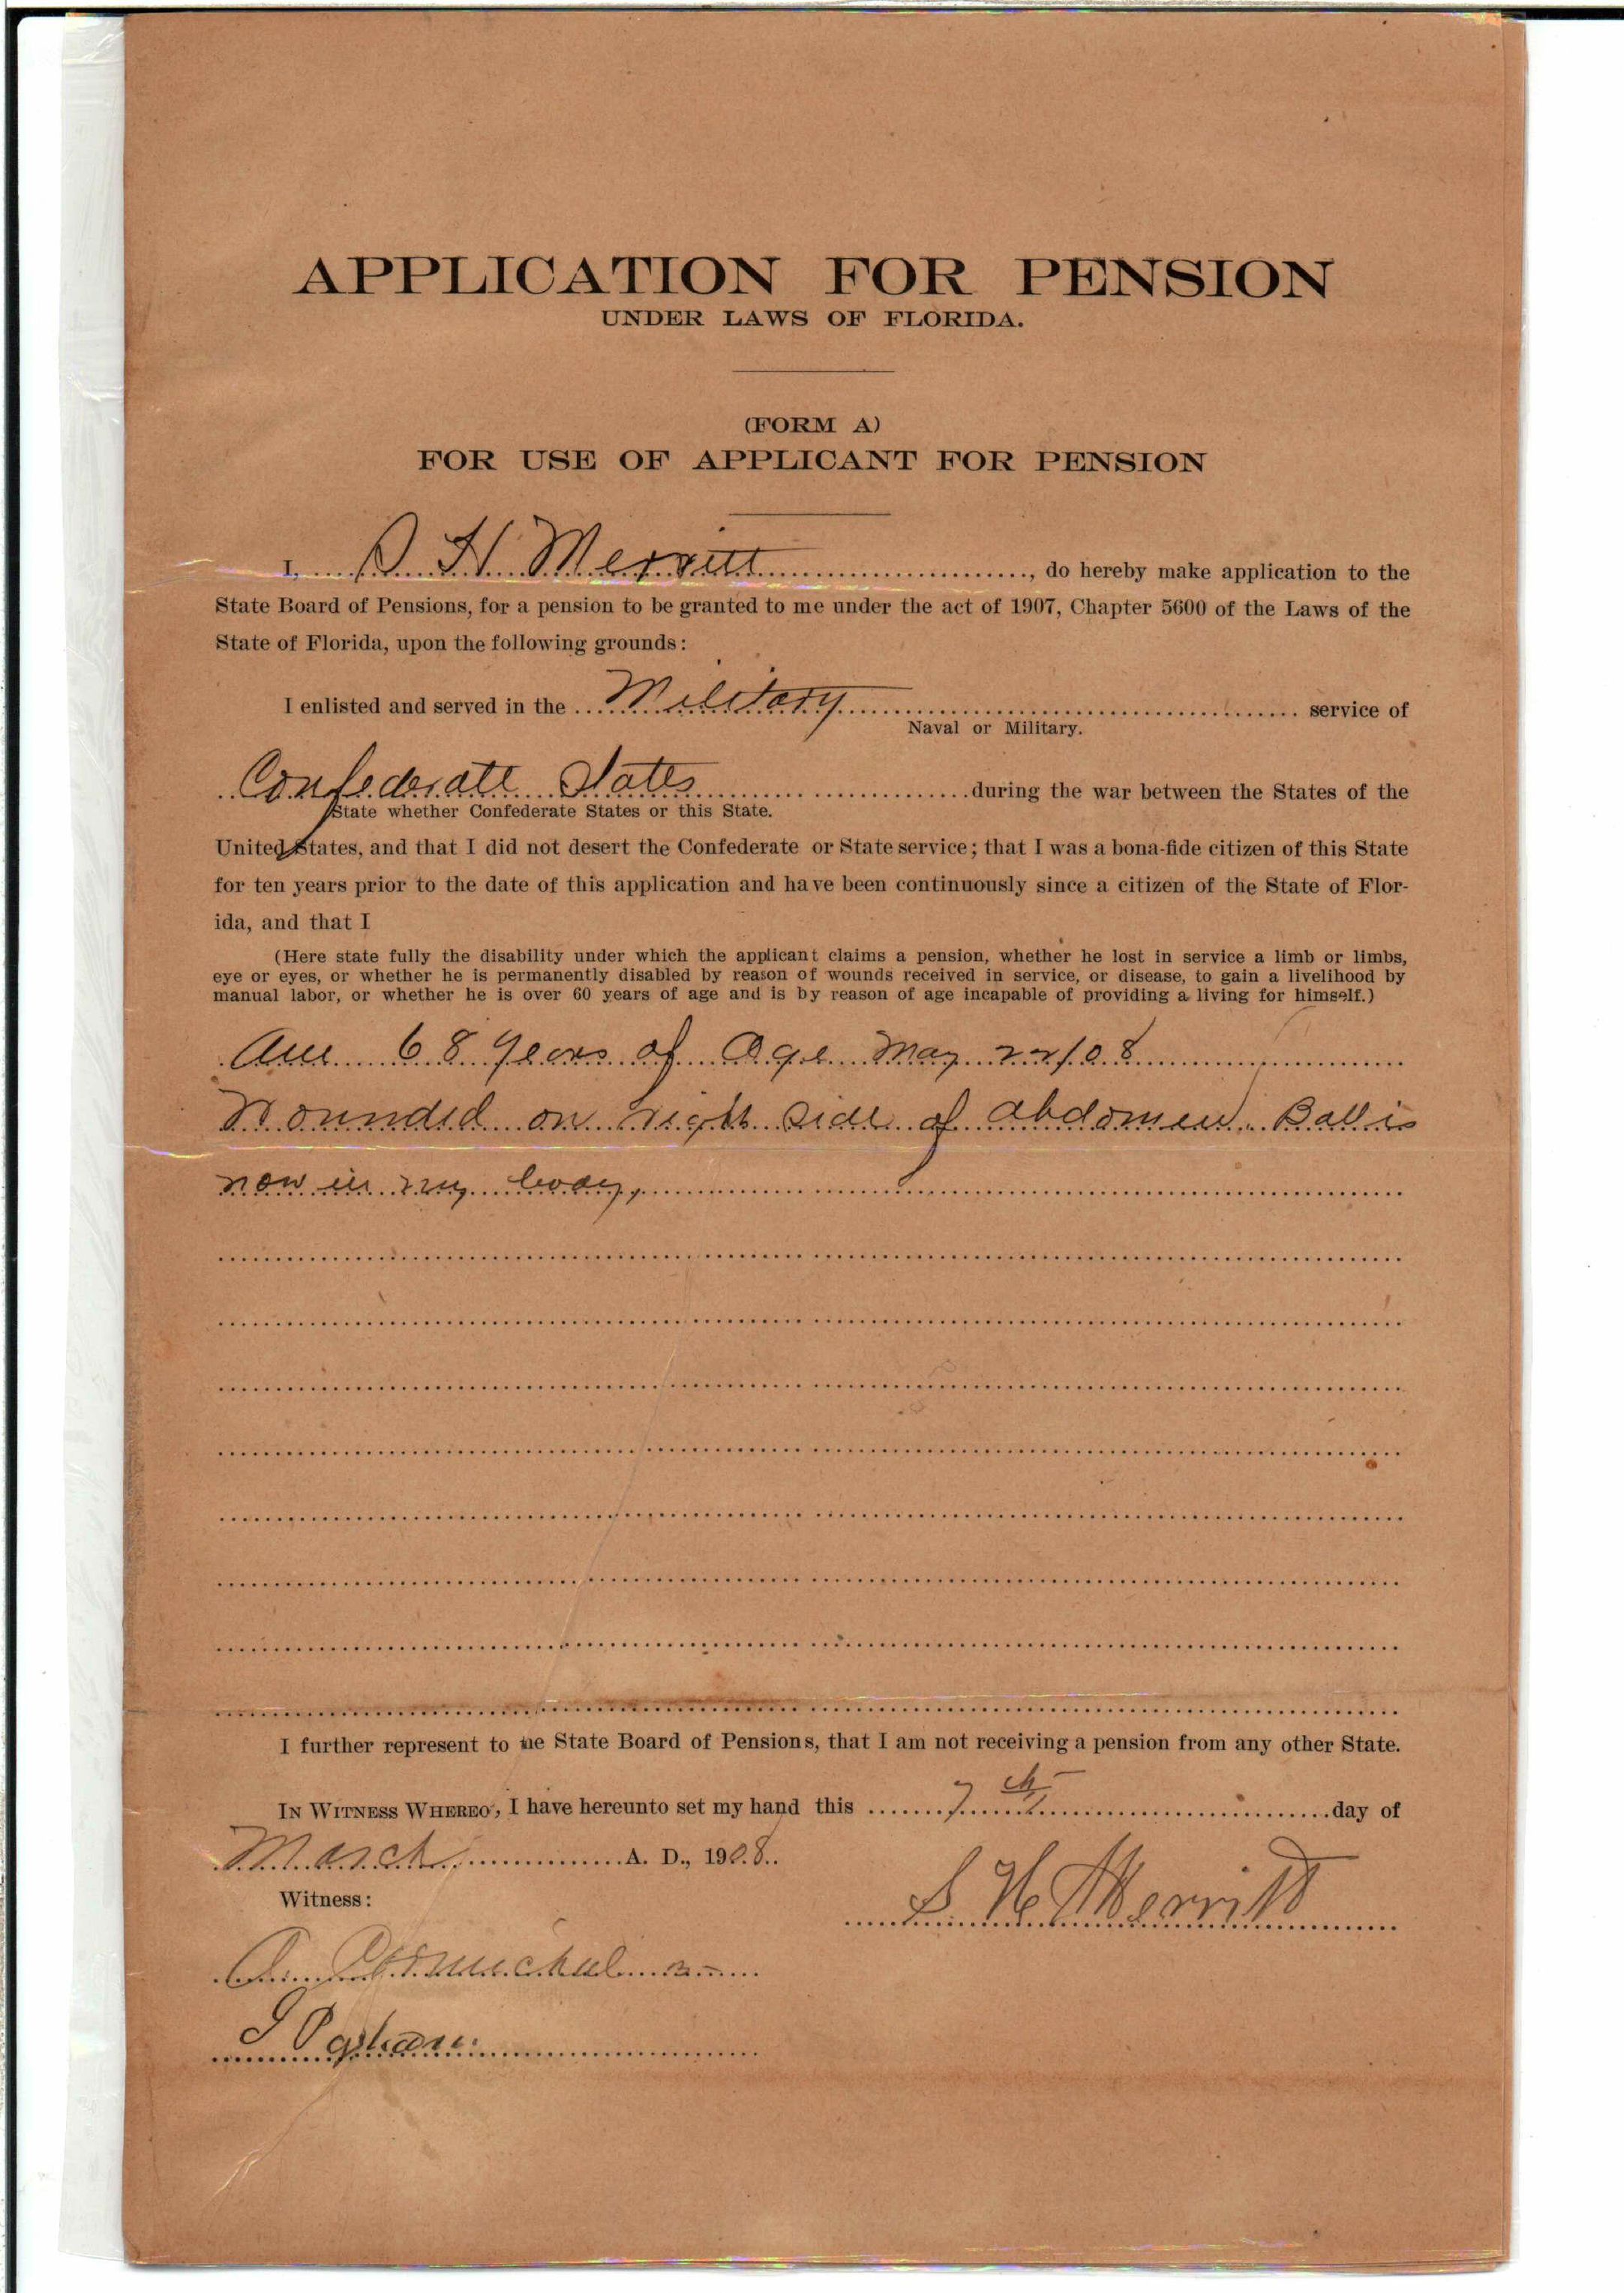 APPLICATION FOR PENSION
UNDER LAWS OF FLORIDA.
(FORM A)
FOR USE OF APPLICANT FOR PENSION
I, S. H. Merritt, do hereby make application to the
State Board of Pensions, for a pension to be granted to me under the act of 1907, Chapter 5600 of the Laws of the
State of Florida, upon the following grounds:
I enlisted and served in the Military service of
Naval or Military.
Confederate States during the war between the States of the
State whether Confederate States or this State.
United States, and that I did not desert the Confederate or State service; that I was a bona-fide citizen of this State
for ten years prior to the date of this application and have been continuously since a citizen of the State of Flor-
ida, and that I
(Here state fully the disability under which the applicant claims a pension, whether he lost in service a limb or limbs,
eye or eyes, or whether he is permanently disabled by reason of wounds received in service, or disease, to gain a livelihood by
manual labor, or whether he is over 60 years of age and is by reason of age incapable of providing a living for himself.)
Am 68 Years of Age May 22/08
Wounded on right side of abdomen. Ball is
now in my body,
I further represent to he State Board of Pensions, that I am not receiving a pension from any other State.
IN WITNESS WHEREO, I have hereunto set my hand this 7th day of
March A. D., 1908.
Witness:
S H Merritt